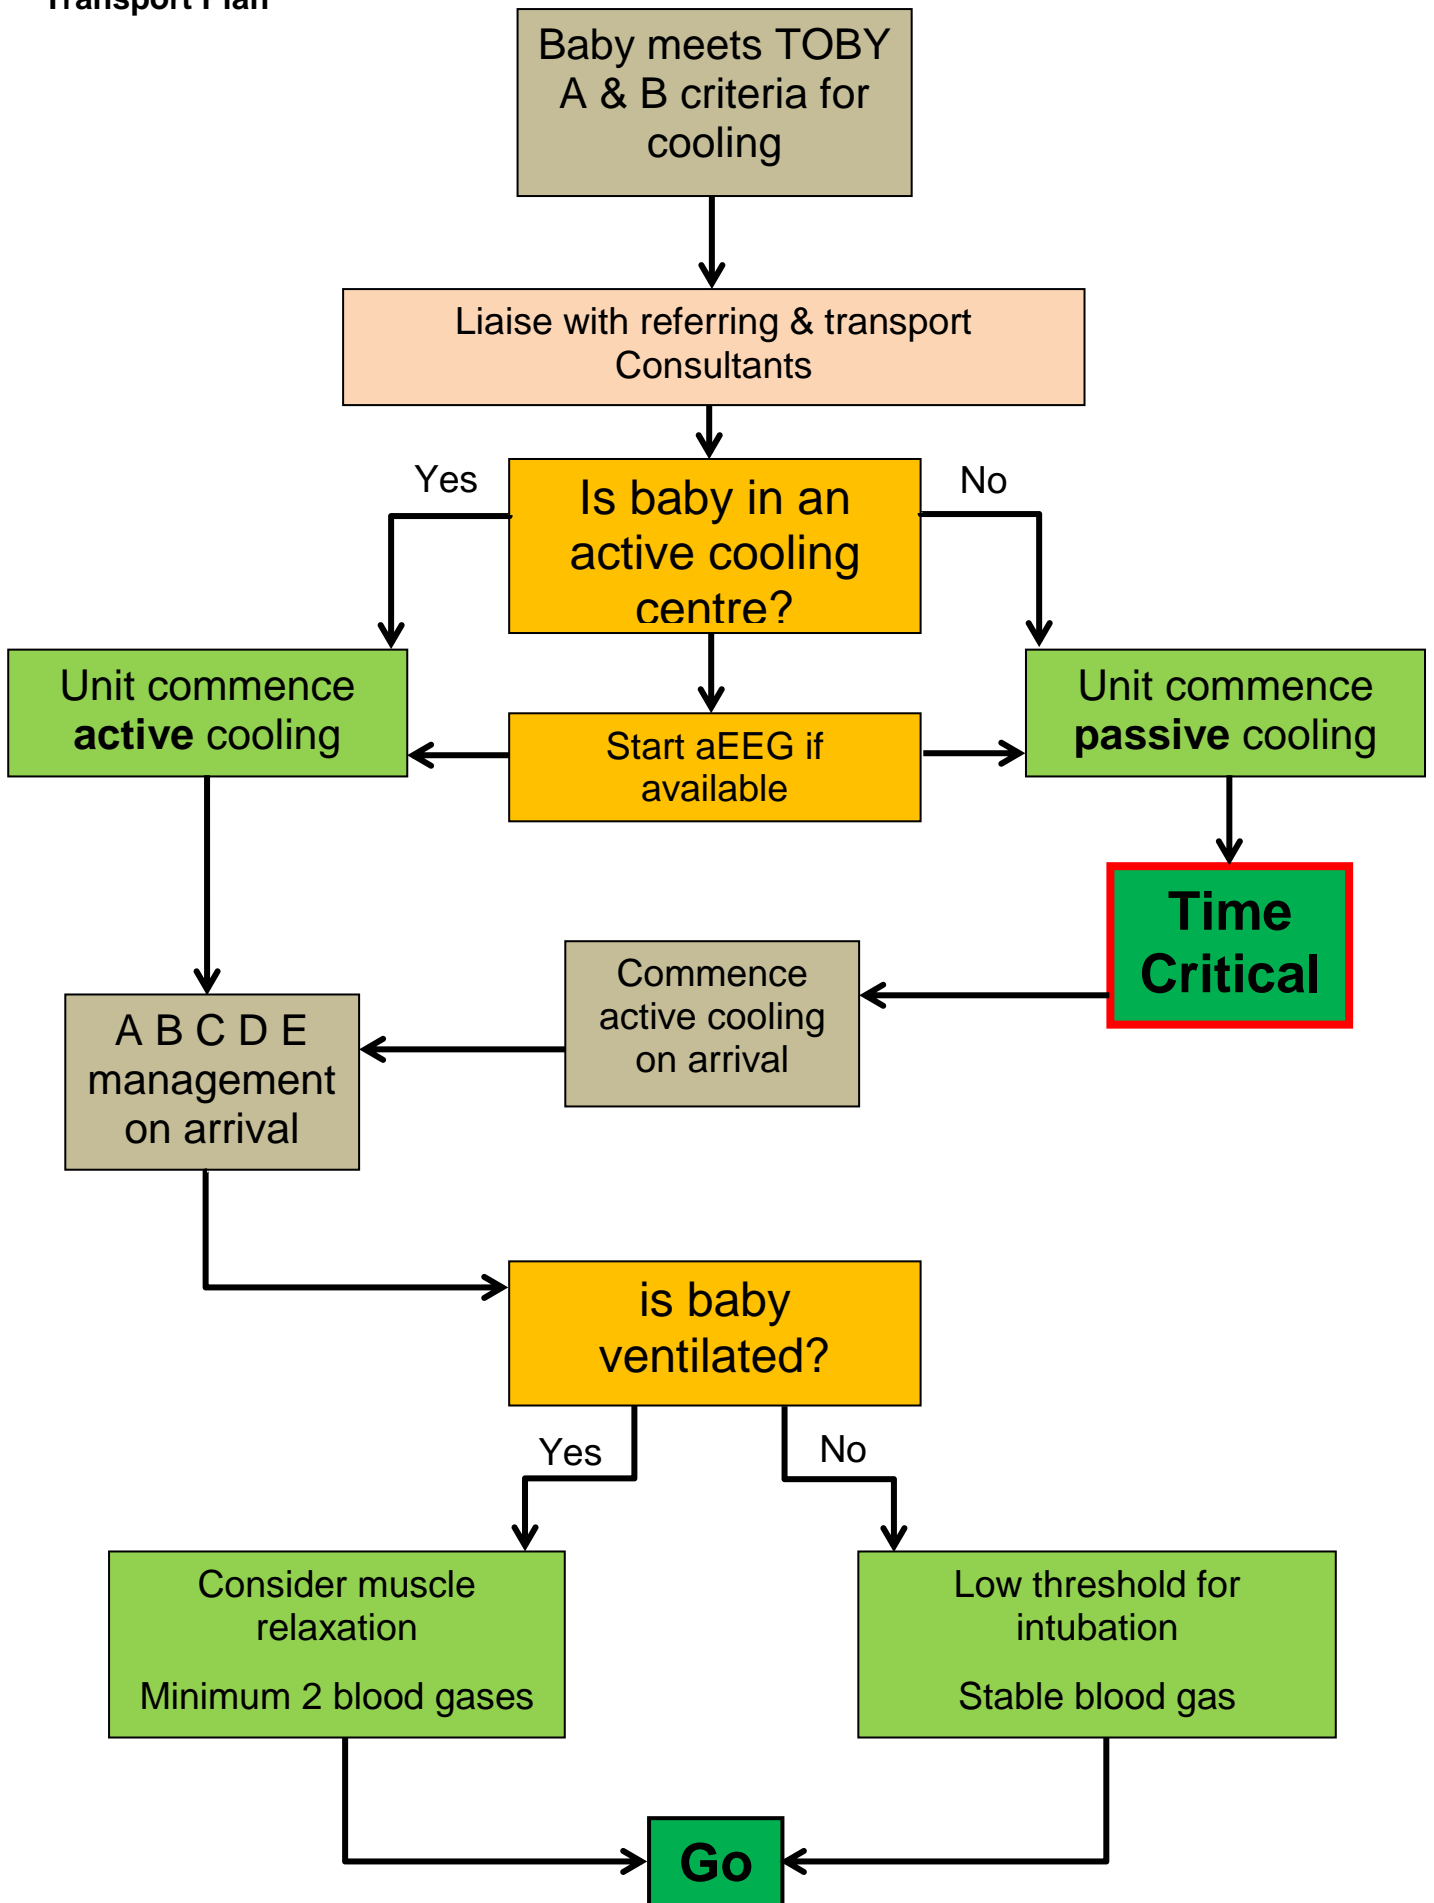 Transport Plan
Baby meets TOBY
A & B criteria for
cooling
Liaise with referring & transport
Consultants
Yes
No
Is baby in an
active cooling
centre?
Unit commence
active cooling
Start aEEG if
available
Unit commence
passive cooling
Time
Critical
Commence
active cooling
on arrival
A B C D E
management
on arrival
is baby
ventilated?
Yes
No
Consider muscle
relaxation
Minimum 2 blood gases
Low threshold for
intubation
Stable blood gas
Go